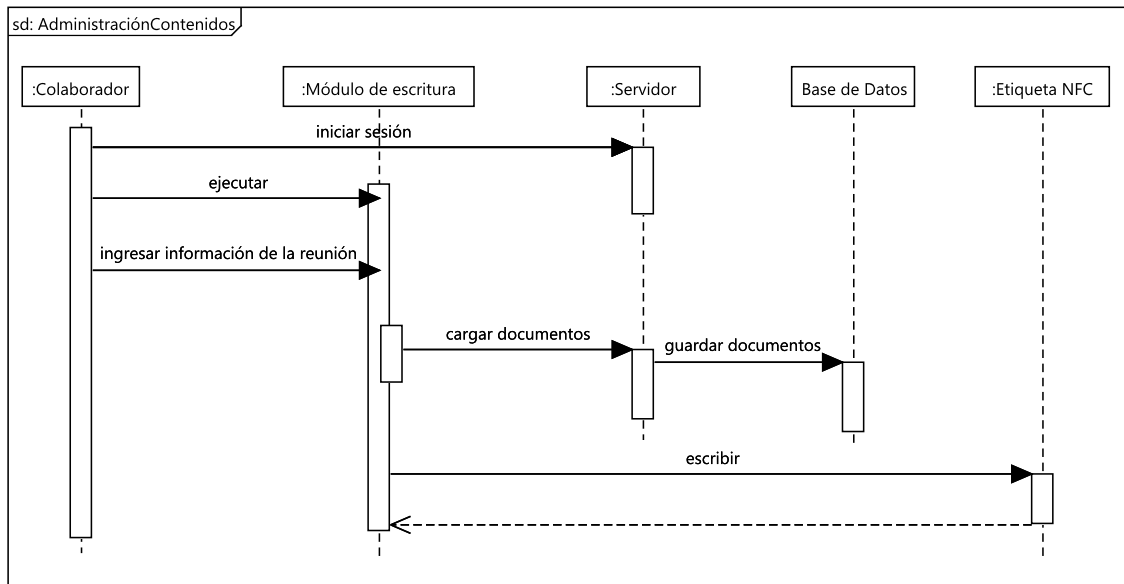 sd: AdministraciónContenidos
:Colaborador
:Módulo de escritura
:Servidor
Base de Datos
:Etiqueta NFC
iniciar sesión
ejecutar
ingresar información de la reunión
cargar documentos
guardar documentos
escribir